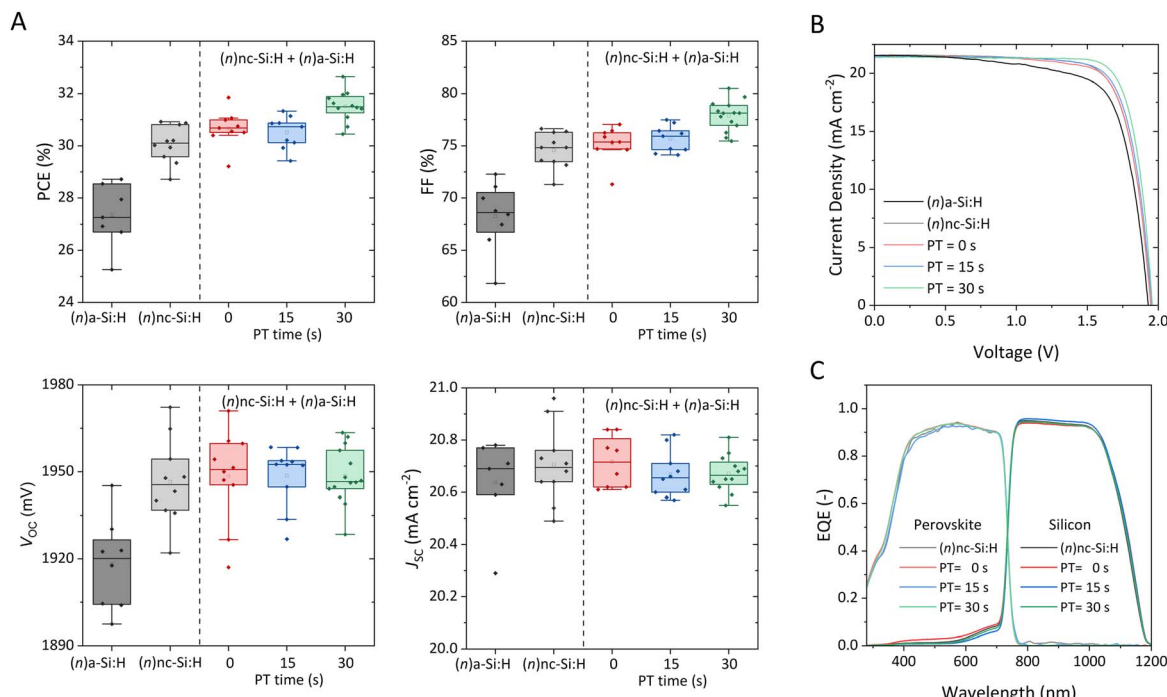 A
34
32
30
28
26
24
PCE (%)
(n)nc-Si:H + (n)a-Si:H
(n)a-Si:H (n)nc-Si:H 0 15 30
PT time (s)
85
80
75
70
65
60
FF (%)
(n)nc-Si:H + (n)a-Si:H
(n)a-Si:H (n)nc-Si:H 0 15 30
PT time (s)
1980
1950
1920
1890
VOC (mV)
(n)nc-Si:H + (n)a-Si:H
(n)a-Si:H (n)nc-Si:H 0 15 30
PT time (s)
21.0
20.8
20.6
20.4
20.2
20.0
JSC (mA cm-2)
(n)nc-Si:H + (n)a-Si:H
(n)a-Si:H (n)nc-Si:H 0 15 30
PT time (s)
B
20
15
10
5
0
Current Density (mA cm-2)
(n)a-Si:H
(n)nc-Si:H
PT = 0 s
PT = 15 s
PT = 30 s
0.0 0.5 1.0 1.5 2.0
Voltage (V)
C
1.0
0.8
0.6
0.4
0.2
0.0
EQE (-)
Perovskite Silicon
(n)nc-Si:H (n)nc-Si:H
PT= 0 s PT= 0 s
PT= 15 s PT= 15 s
PT= 30 s PT= 30 s
400 600 800 1000 1200
Wavelength (nm)